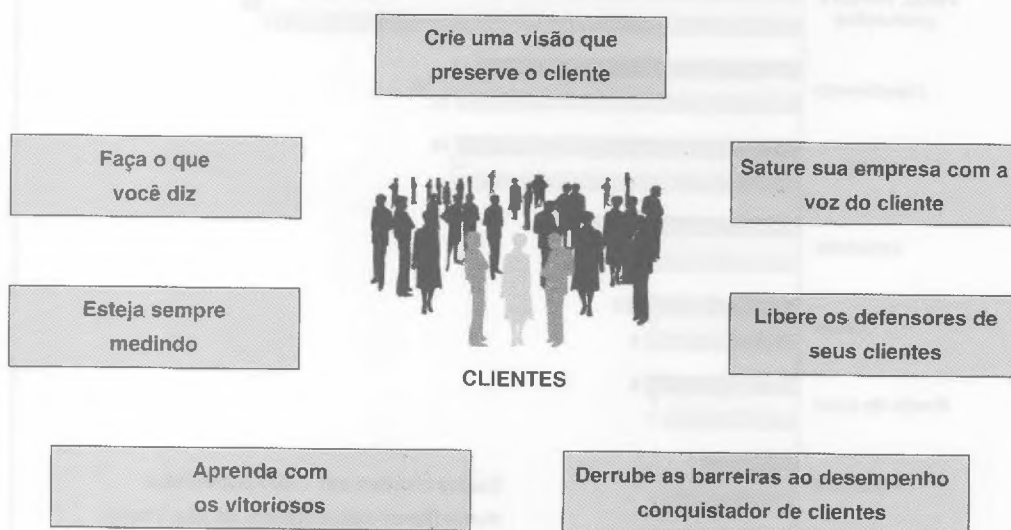 Crie uma visão que
preserve o cliente
Faça o que
você diz
Sature sua empresa com a
voz do cliente
Esteja sempre
medindo
Libere os defensores de
seus clientes
CLIENTES
Aprenda com
os vitoriosos
Derrube as barreiras ao desempenho
conquistador de clientes